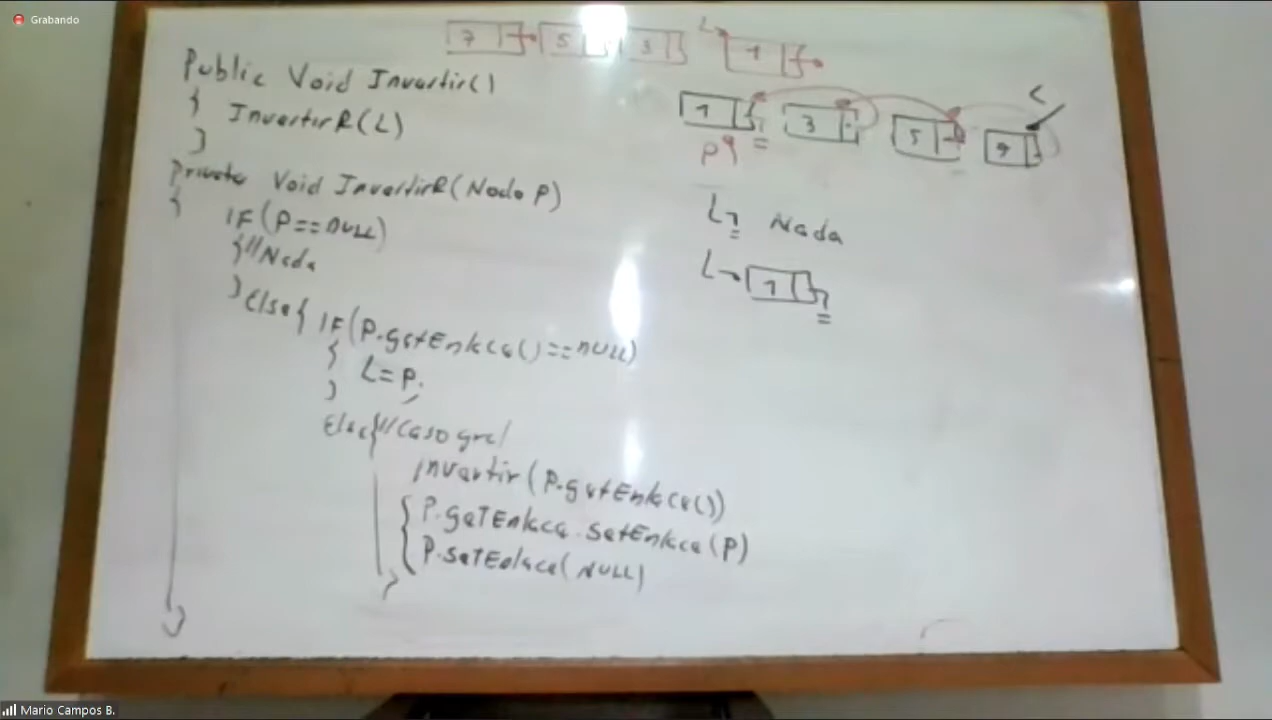 Grabando
Public Void Invertir()
{ InvertirR(L)
}
Private Void InvertirR(Nodo P)
{ IF(P==nULL)
{//Nada
}Else{ IF(P.getEnlace()==nULL)
{ L=P;
}
Else{//Caso gral
invertir(P.getEnlace())
P.geTEnlace.SetEnlace(P)
P.seTEnlace(NULL)
}
}
7 5 3 L 1
1 3 5 7 L
P
L Nada
L 1
Mario Campos B.